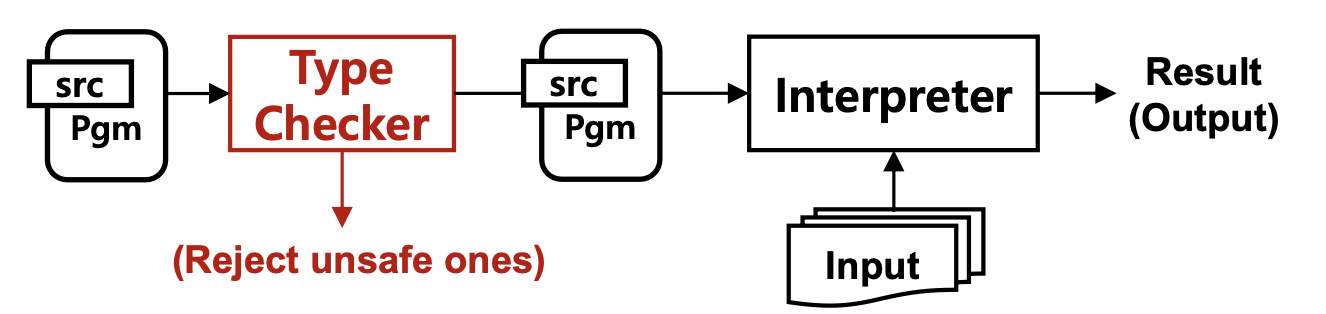 src
Pgm
Type
Checker
(Reject unsafe ones)
src
Pgm
Interpreter
Input
Result
(Output)